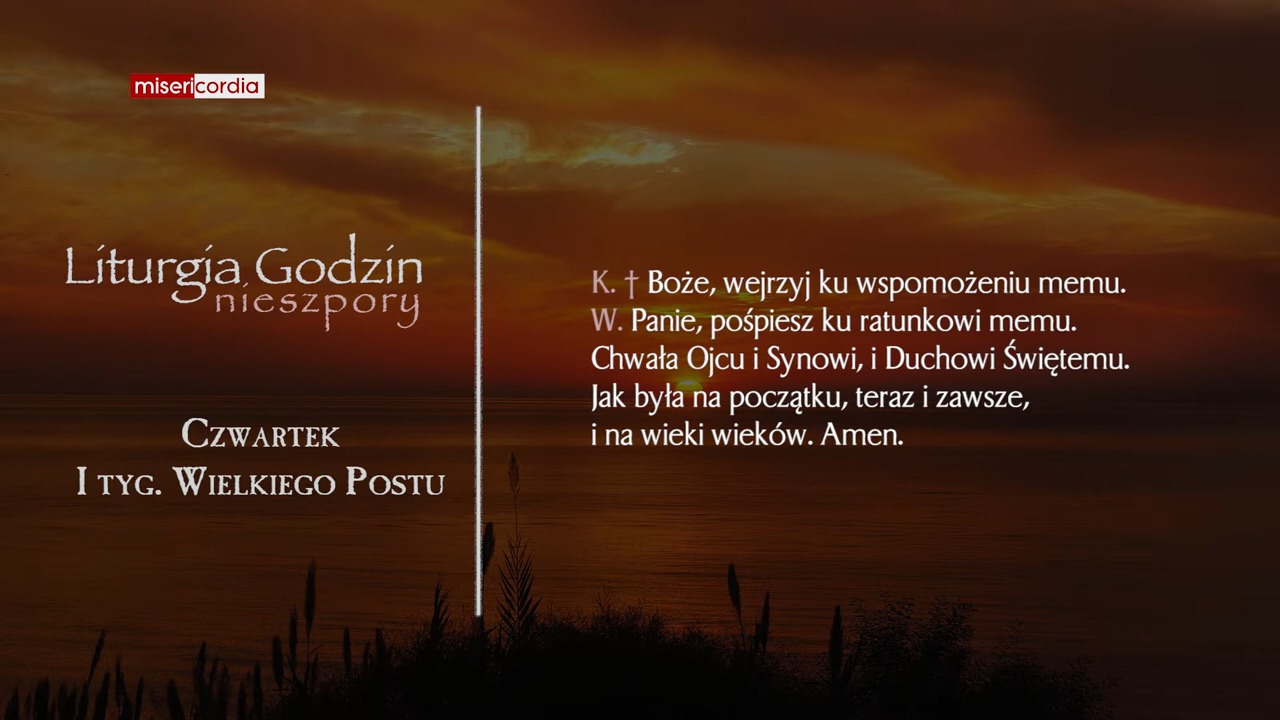 misericordia
Liturgia Godzin
nieszpory
Czwartek
I tyg. Wielkiego Postu
K. † Boże, wejrzyj ku wspomożeniu memu.
W. Panie, pośpiesz ku ratunkowi memu.
Chwała Ojcu i Synowi, i Duchowi Świętemu.
Jak była na początku, teraz i zawsze,
i na wieki wieków. Amen.